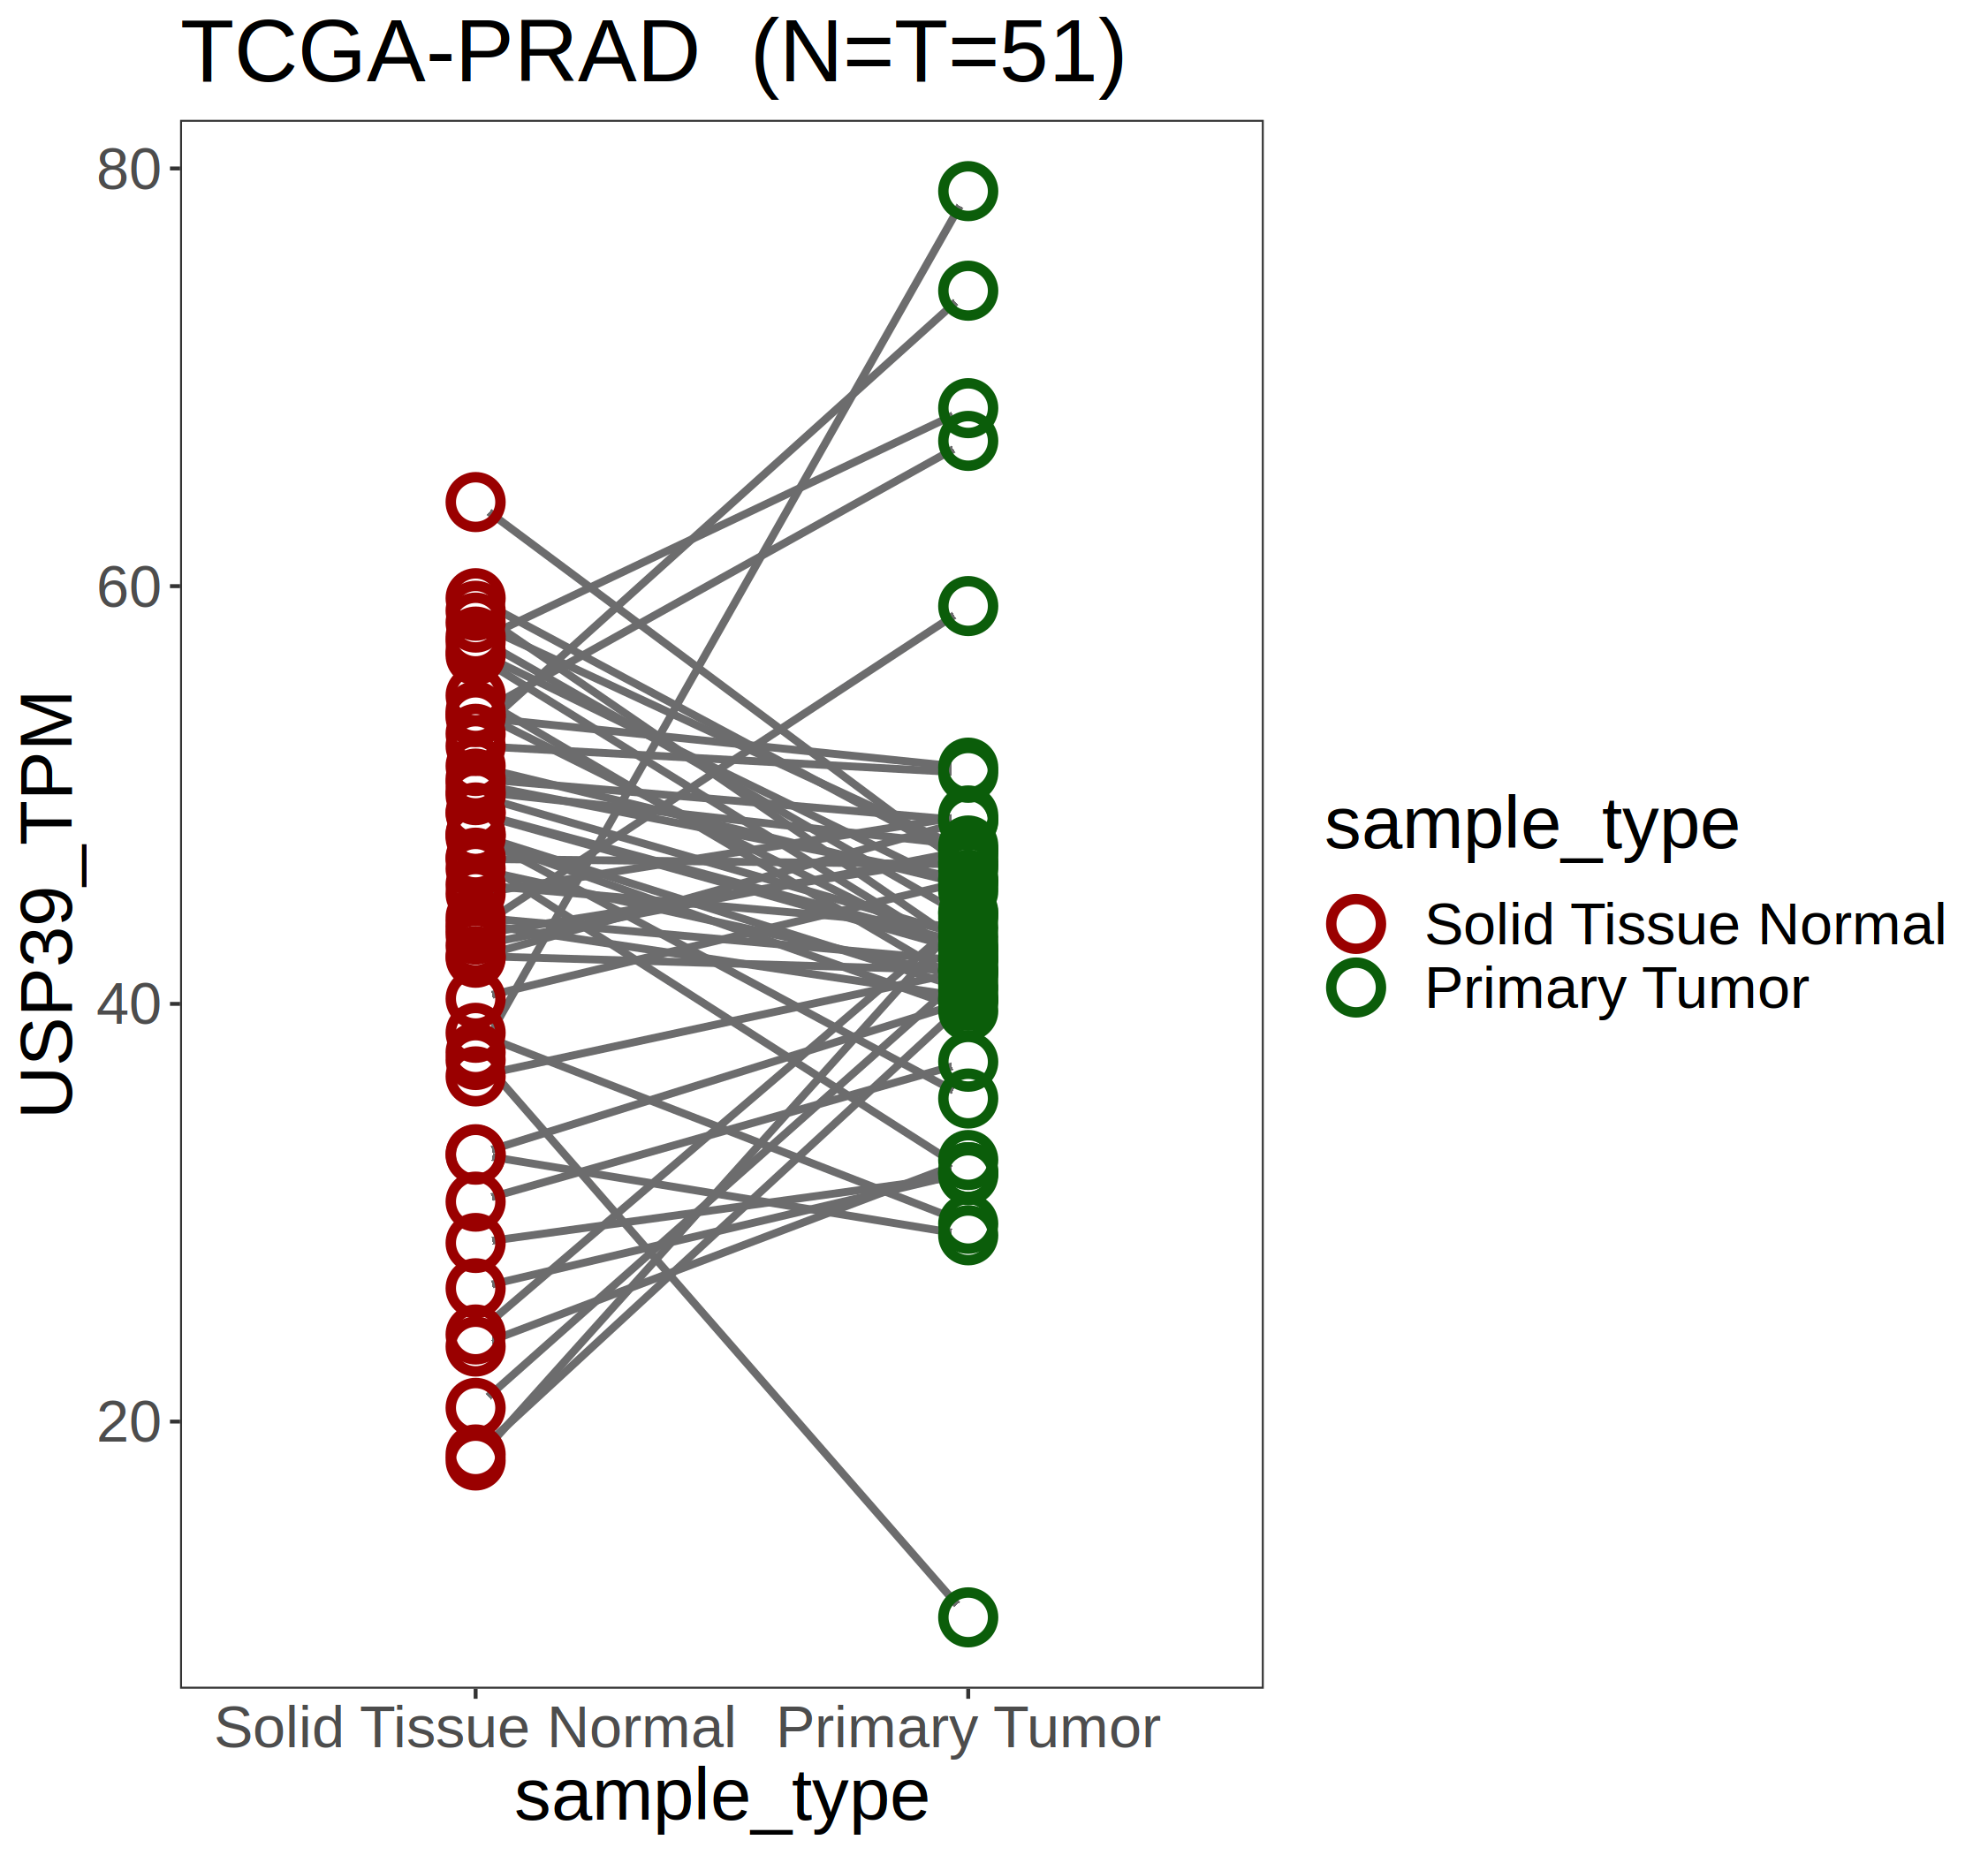 TCGA-PRAD  (N=T=51)
USP39_TPM
80
60
40
20
Solid Tissue Normal
Primary Tumor
sample_type
sample_type
Solid Tissue Normal
Primary Tumor